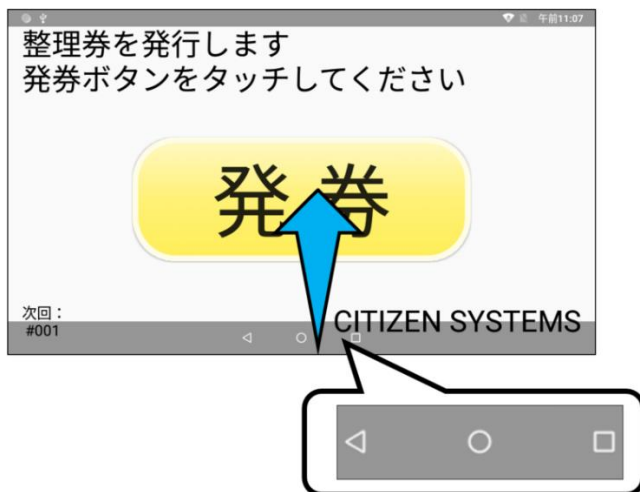 午前11:07
整理券を発行します
発券ボタンをタッチしてください
発券
次回：
#001
CITIZEN SYSTEMS